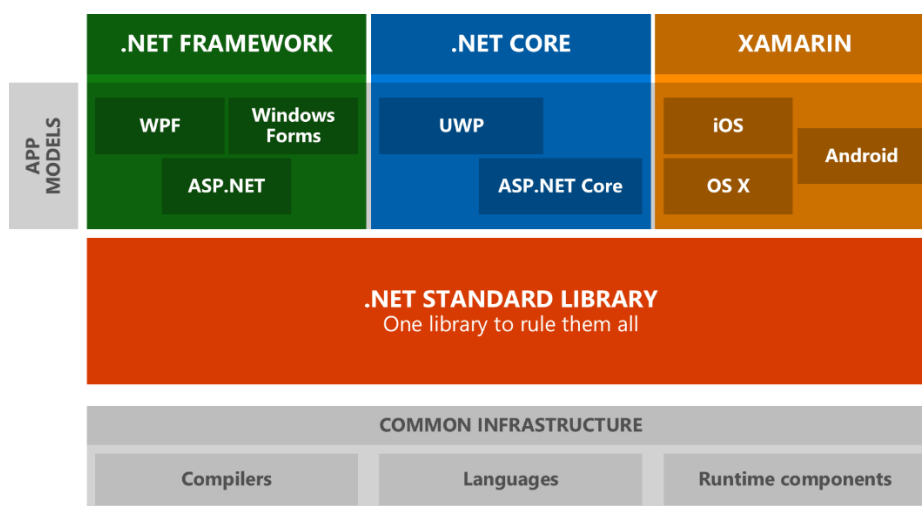 .NET FRAMEWORK
.NET CORE
XAMARIN
APP
MODELS
WPF
Windows
Forms
ASP.NET
UWP
ASP.NET Core
iOS
Android
OS X
.NET STANDARD LIBRARY
One library to rule them all
COMMON INFRASTRUCTURE
Compilers
Languages
Runtime components